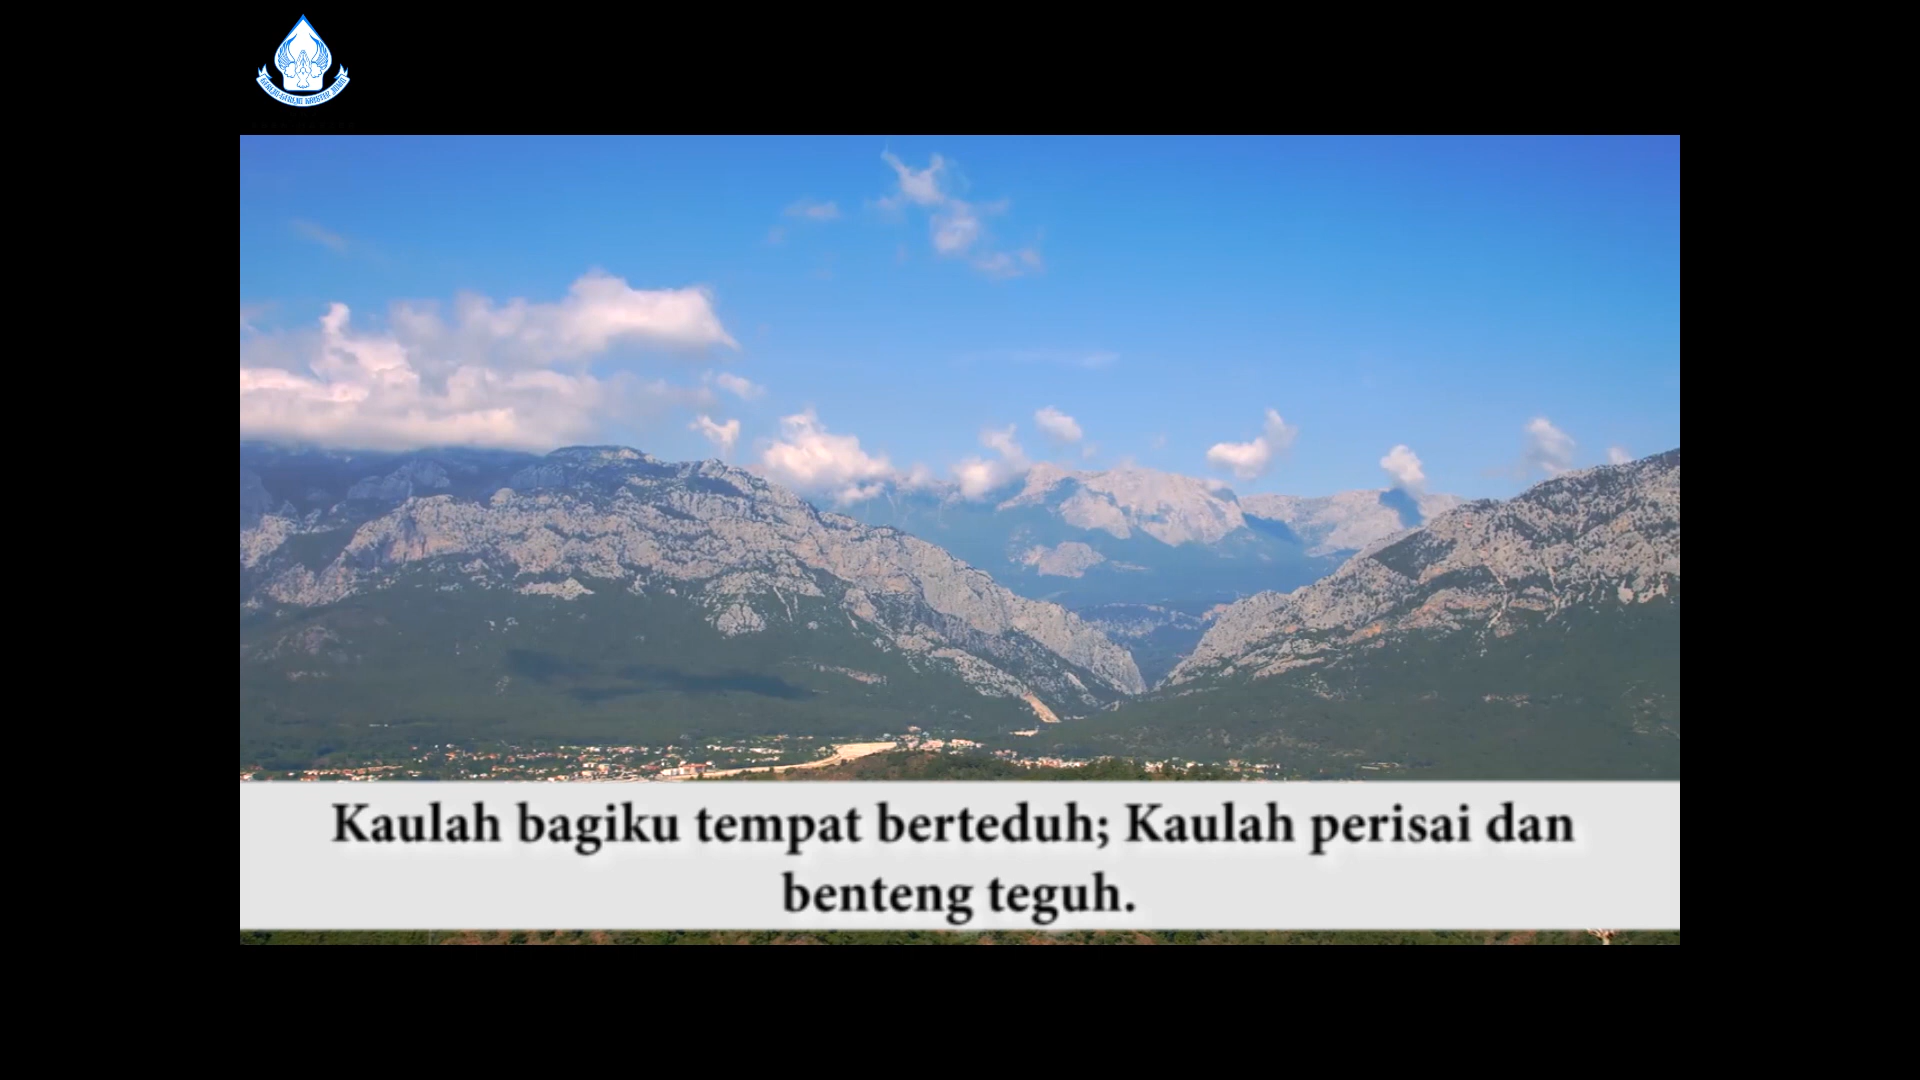 Kaulah bagiku tempat berteduh; Kaulah perisai dan
benteng teguh.